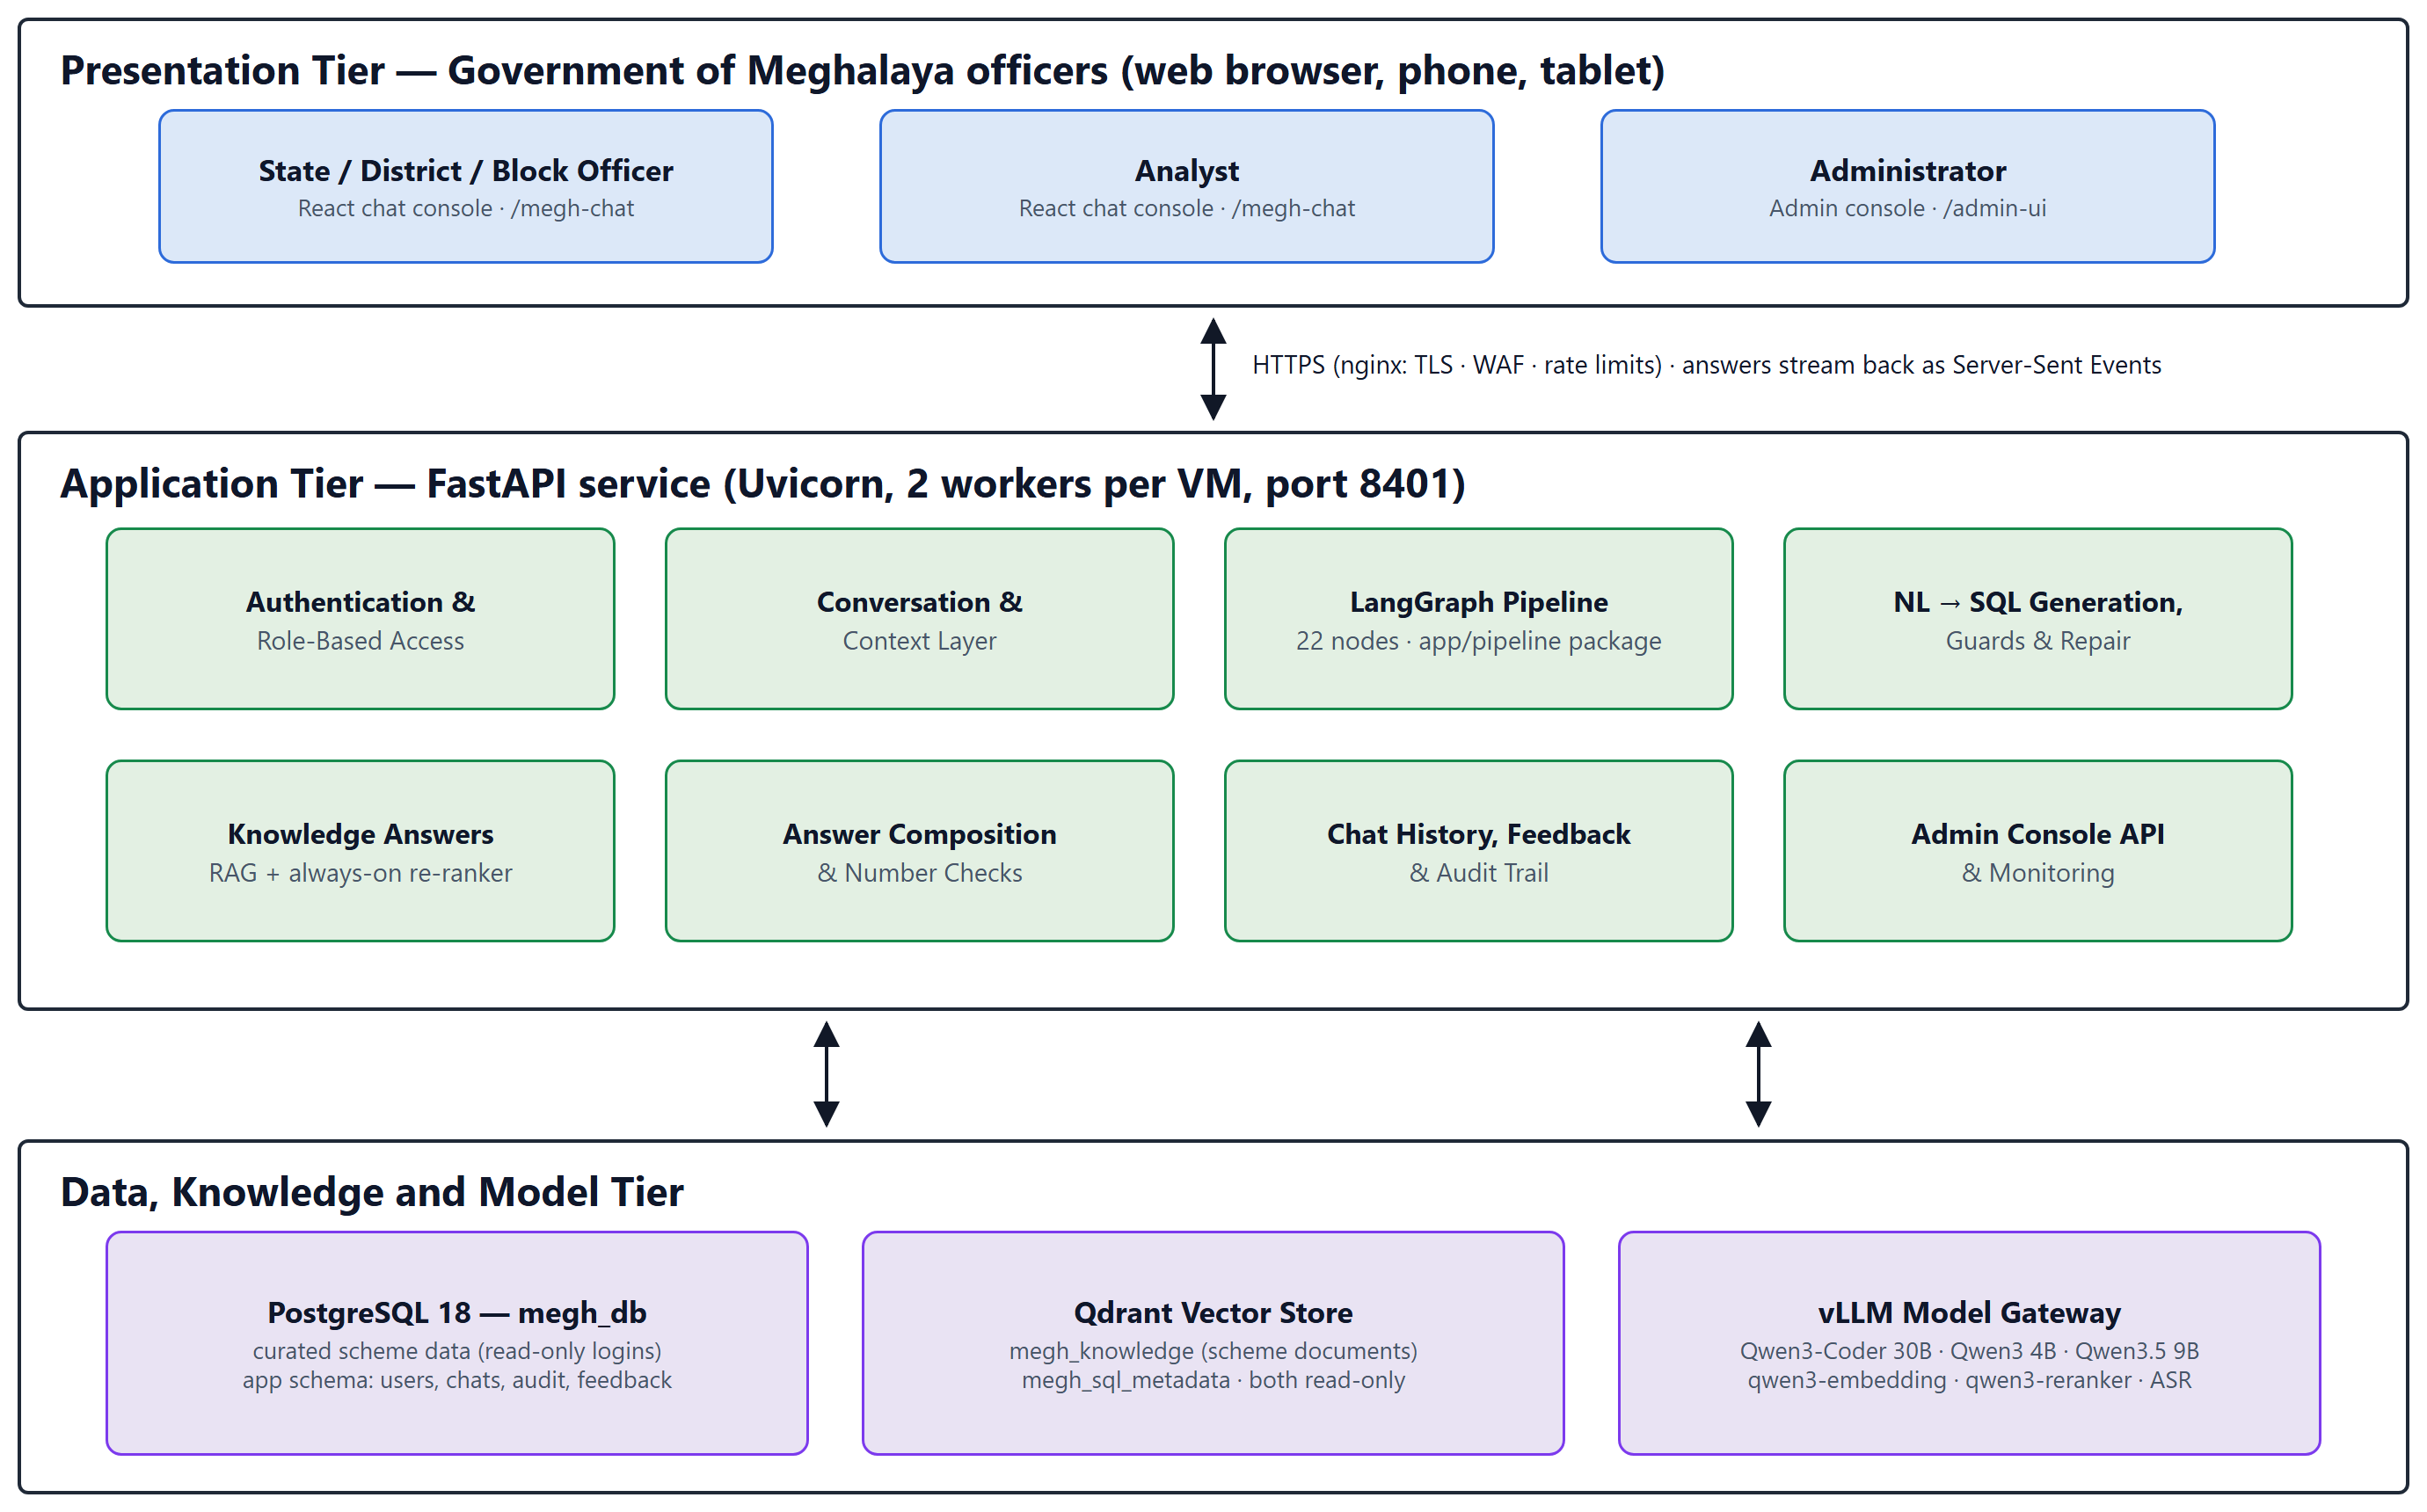 Presentation Tier — Government of Meghalaya officers (web browser, phone, tablet)
State / District / Block Officer
React chat console · /megh-chat
Analyst
React chat console · /megh-chat
Administrator
Admin console · /admin-ui
HTTPS (nginx: TLS · WAF · rate limits) · answers stream back as Server-Sent Events
Application Tier — FastAPI service (Uvicorn, 2 workers per VM, port 8401)
Authentication &
Role-Based Access
Conversation &
Context Layer
LangGraph Pipeline
22 nodes · app/pipeline package
NL → SQL Generation,
Guards & Repair
Knowledge Answers
RAG + always-on re-ranker
Answer Composition
& Number Checks
Chat History, Feedback
& Audit Trail
Admin Console API
& Monitoring
Data, Knowledge and Model Tier
PostgreSQL 18 — megh_db
curated scheme data (read-only logins)
app schema: users, chats, audit, feedback
Qdrant Vector Store
megh_knowledge (scheme documents)
megh_sql_metadata · both read-only
vLLM Model Gateway
Qwen3-Coder 30B · Qwen3 4B · Qwen3.5 9B
qwen3-embedding · qwen3-reranker · ASR